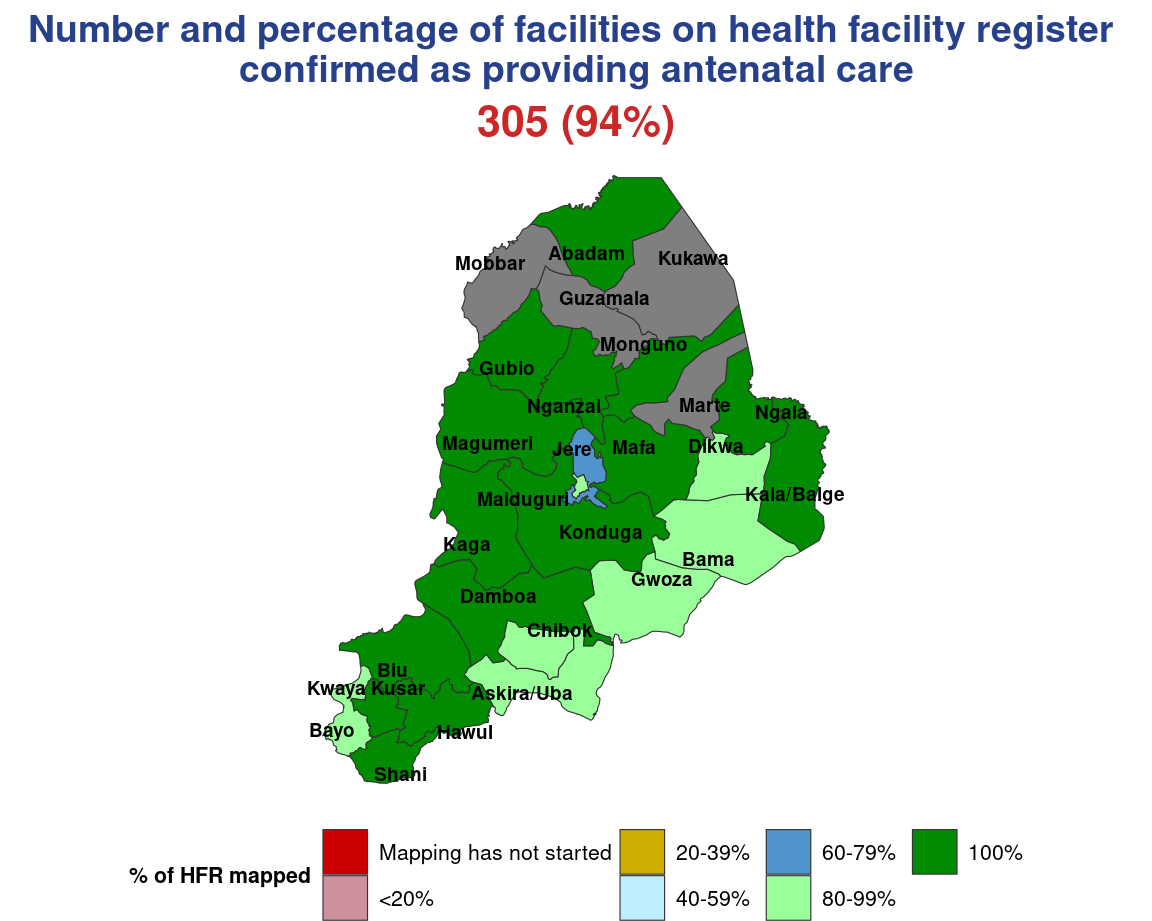 Number and percentage of facilities on health facility register
confirmed as providing antenatal care
305 (94%)
Abadam
Kukawa
Mobbar
Guzamala
Monguno
Gubio
Nganzai
Marte
Ngala
Magumeri
Jere
Mafa
Dikwa
Maiduguri
Kala/Balge
Konduga
Kaga
Bama
Gwoza
Damboa
Chibok
Biu
Kwaya Kusar
Askira/Uba
Bayo
Hawul
Shani
% of HFR mapped
Mapping has not started
<20%
20-39%
40-59%
60-79%
80-99%
100%